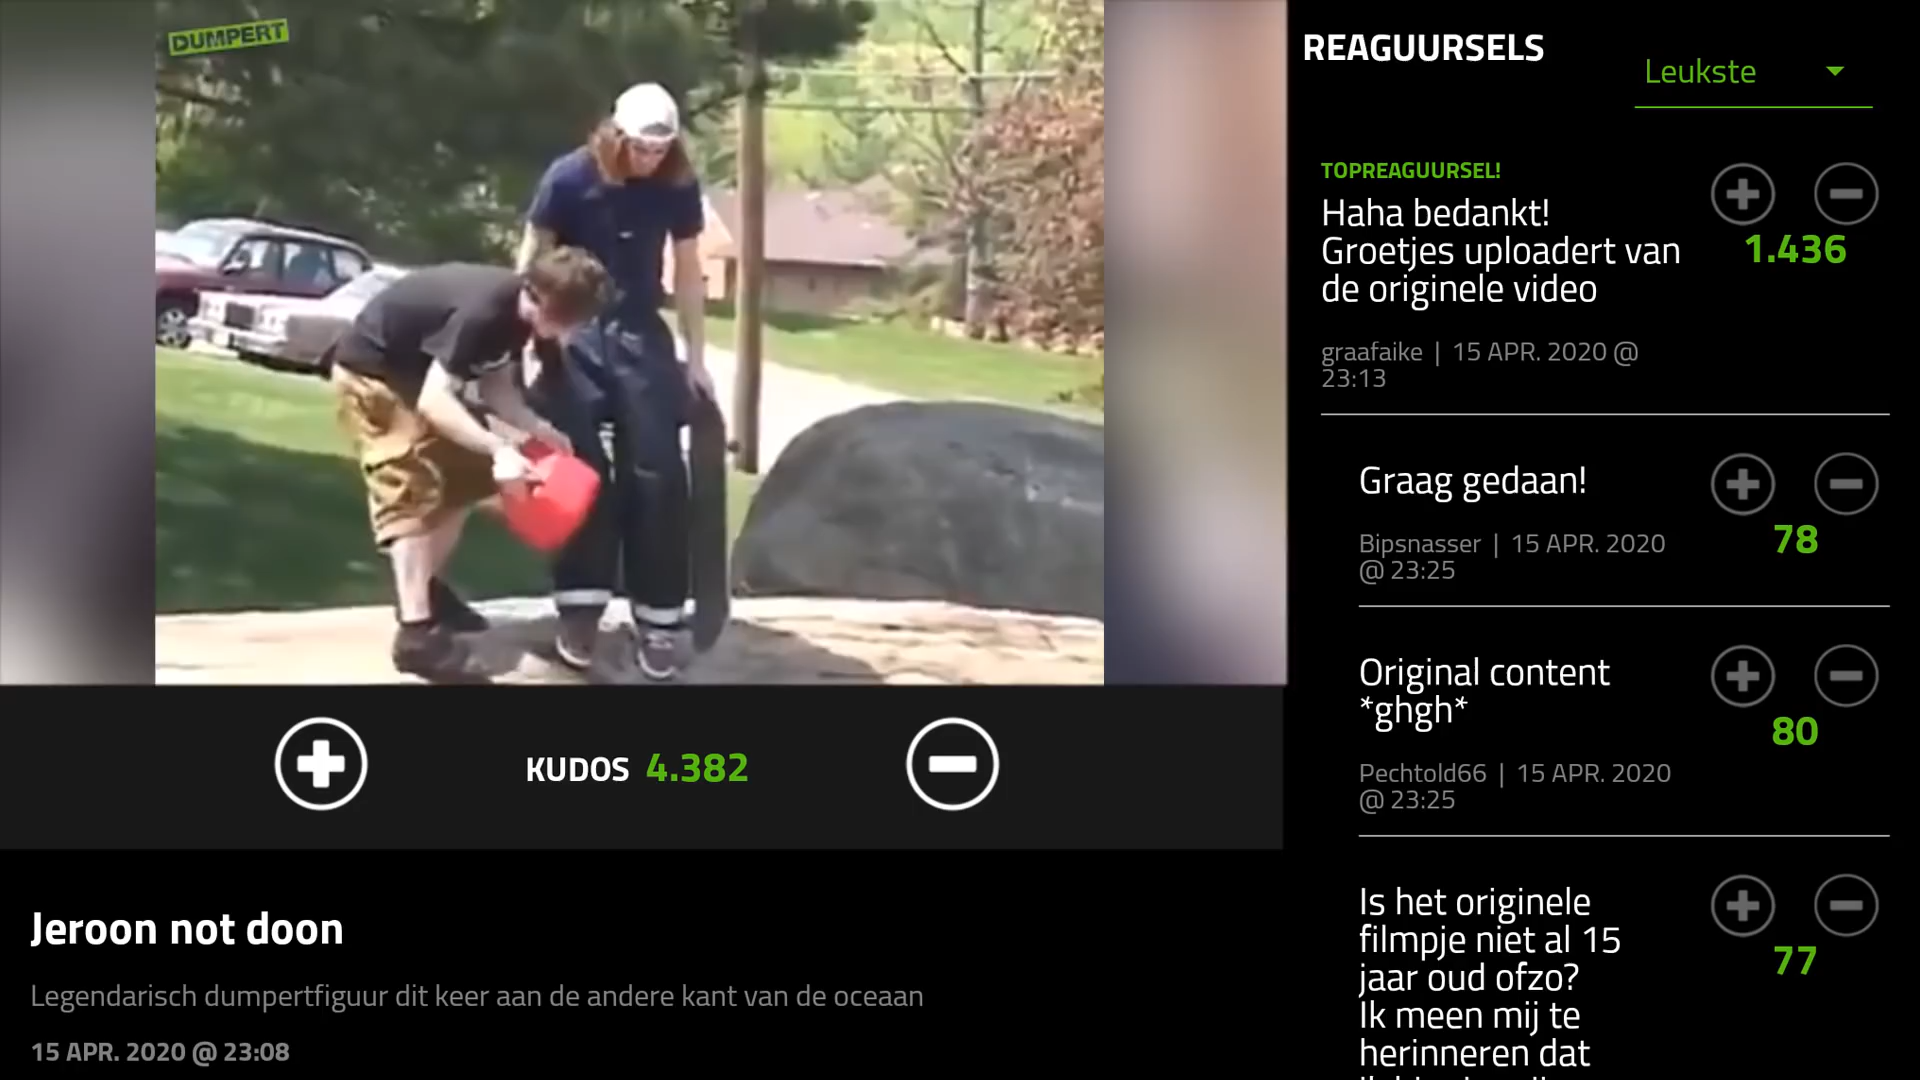 DUMPERT
KUDOS 4.382
Jeroon not doon
Legendarisch dumpertfiguur dit keer aan de andere kant van de oceaan
15 APR. 2020 @ 23:08
REAGUURSELS
Leukste
TOPREAGUURSEL!
Haha bedankt!
Groetjes uploadert van
de originele video
1.436
graafaike | 15 APR. 2020 @
23:13
Graag gedaan!
78
Bipsnasser | 15 APR. 2020
@ 23:25
Original content
*ghgh*
80
Pechtold66 | 15 APR. 2020
@ 23:25
Is het originele
filmpje niet al 15
jaar oud ofzo?
77
Ik meen mij te
herinneren dat